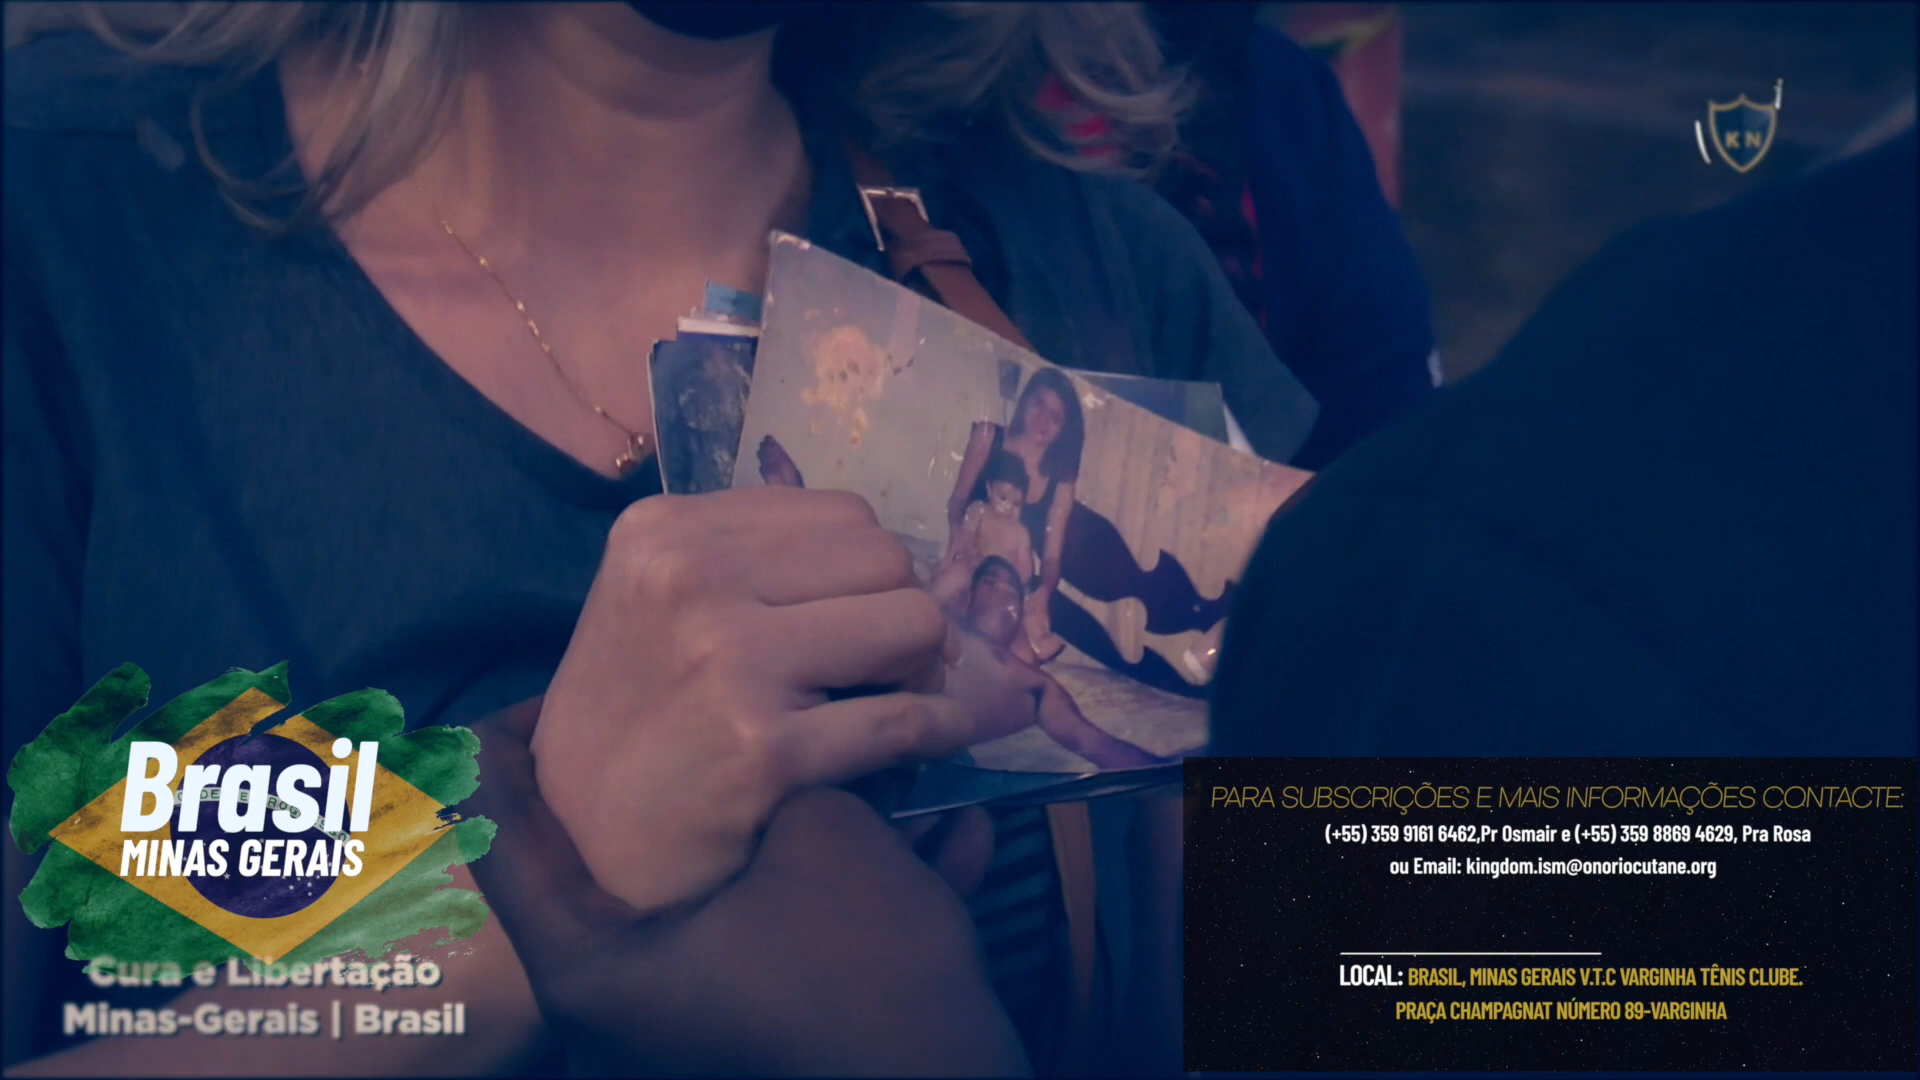 K N
Brasil
MINAS GERAIS
Cura e Libertação
Minas-Gerais | Brasil
PARA SUBSCRIÇÕES E MAIS INFORMAÇÕES CONTACTE:
(+55) 359 9161 6462,Pr Osmair e (+55) 359 8869 4629, Pra Rosa
ou Email: kingdom.ism@onoriocutane.org
LOCAL: BRASIL, MINAS GERAIS V.T.C VARGINHA TÊNIS CLUBE.
PRAÇA CHAMPAGNAT NÚMERO 89-VARGINHA